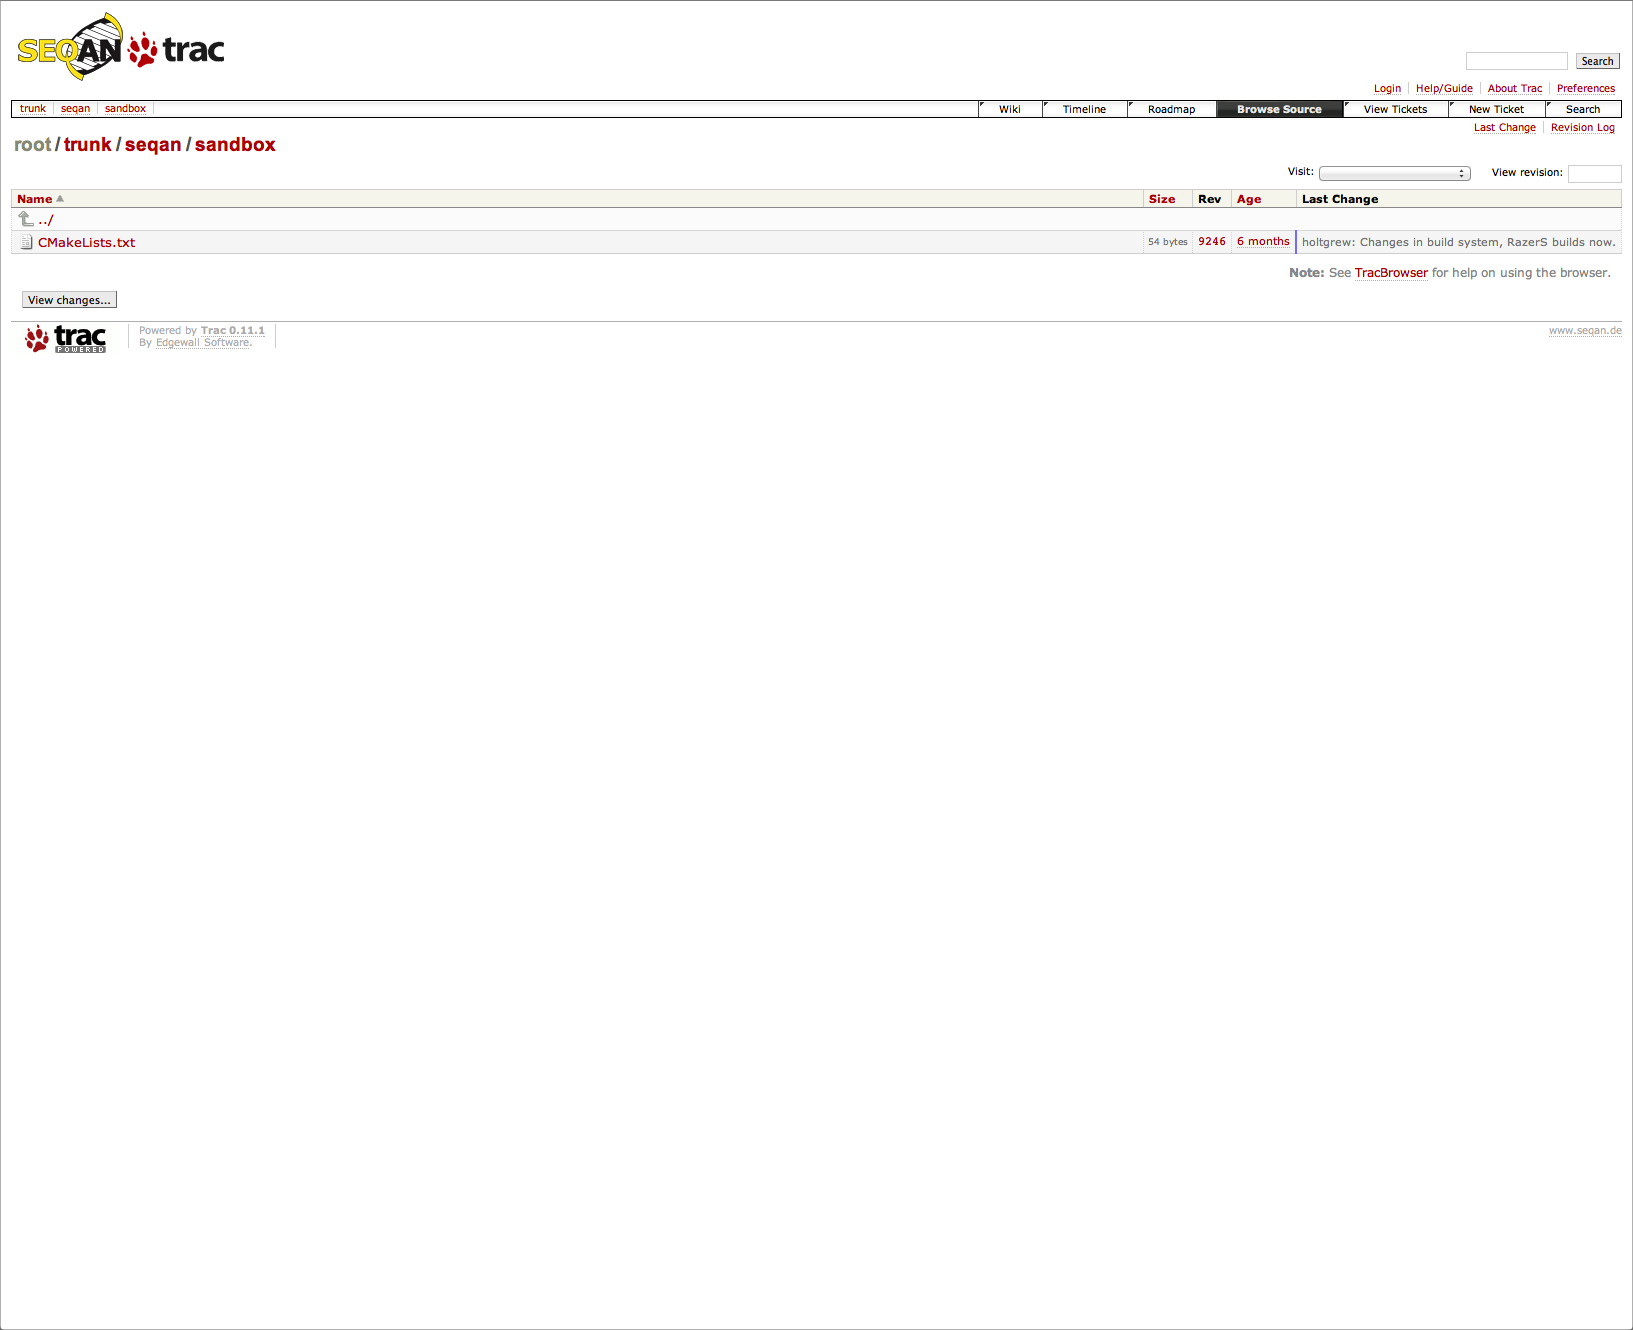 SEQAN trac
Search
Login Help/Guide About Trac Preferences
trunk seqan sandbox Wiki Timeline Roadmap Browse Source View Tickets New Ticket Search
Last Change Revision Log
root / trunk / seqan / sandbox
Visit: View revision:
Name Size Rev Age Last Change
../
CMakeLists.txt 54 bytes 9246 6 months holtgrew: Changes in build system, RazerS builds now.
Note: See TracBrowser for help on using the browser.
View changes...
trac POWERED
Powered by Trac 0.11.1
By Edgewall Software.
www.seqan.de